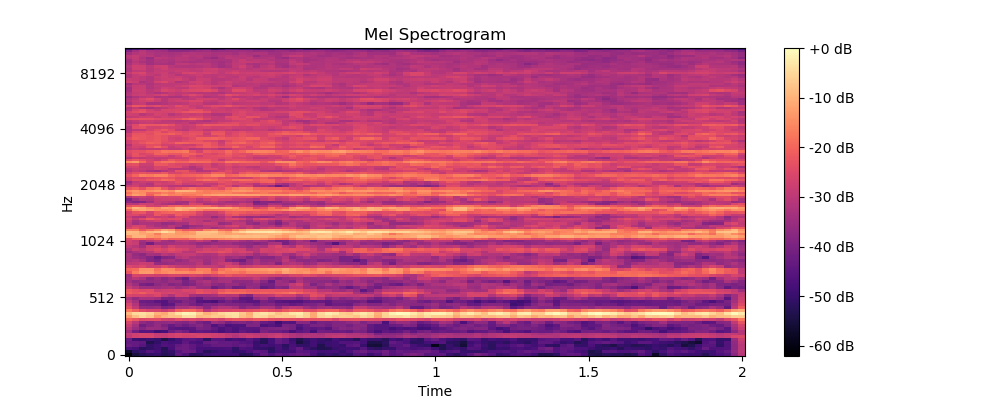 Mel Spectrogram
Hz
8192
4096
2048
1024
512
0
0
0.5
1
1.5
2
Time
+0 dB
-10 dB
-20 dB
-30 dB
-40 dB
-50 dB
-60 dB